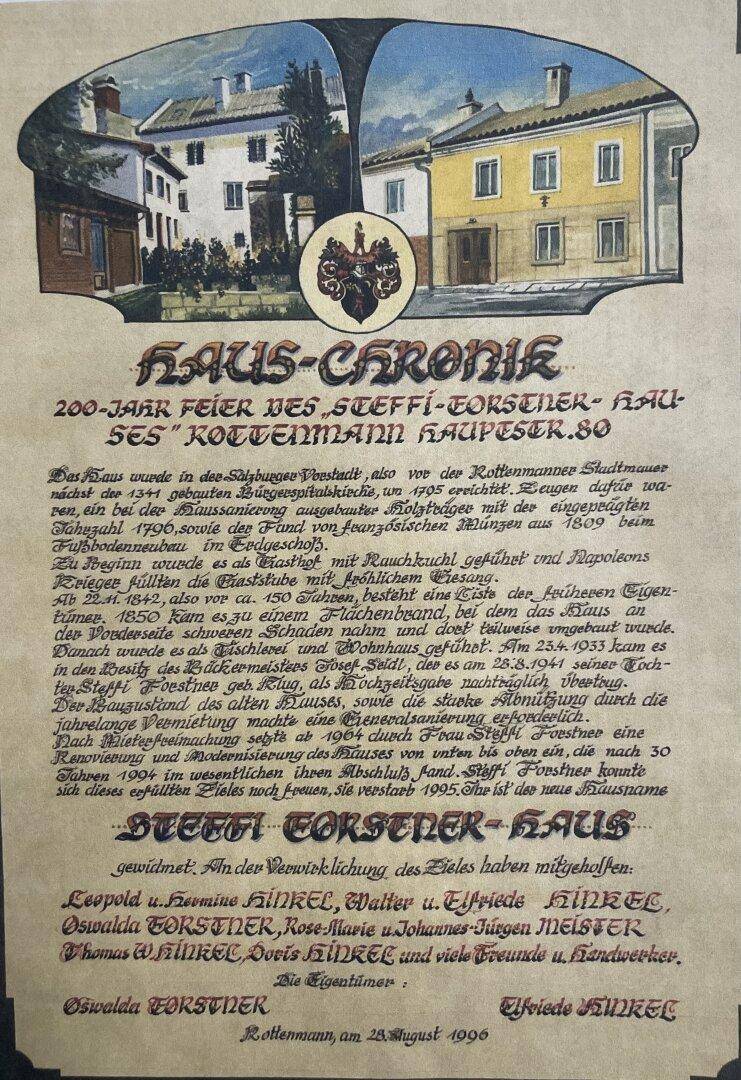 HAUS-CHRONIK
200-JAHR FEIER DES „STEFFI-FORSTNER-HAU-
SES” ROTTENMANN HAUPTSTR. 80
Das Haus wurde in der Salzburger Vorstadt, also vor der Rottenmanner Stadtmauer
nächst der 1341 gebauten Bürgerspitalskirche, um 1795 errichtet. Zeugen dafür wa-
ren, ein bei der Haussanierung ausgebauter Holzträger mit der eingeprägten
Jahrzahl 1796, sowie der Fund von französischen Münzen aus 1809 beim
Fußbodenneubau im Erdgeschoß.
Zu Beginn wurde es als Gasthof mit Rauchkuchl geführt und Napoleons
Krieger füllten die Gaststube mit fröhlichem Gesang.
Ab 22.11.1842, also vor ca. 150 Jahren, besteht eine Liste der früheren Eigen-
tümer. 1850 kam es zu einem Flächenbrand, bei dem das Haus an
der Vorderseite schweren Schaden nahm und dort teilweise umgebaut wurde.
Danach wurde es als Tischlerei und Wohnhaus geführt. Am 23.4.1933 kam es
in den Besitz des Bäckermeisters Josef Seidl, der es am 28.8.1941 seiner Toch-
ter Steffi Forstner geb. Klug, als Hochzeitsgabe nachträglich übertrug.
Der Bauzustand des alten Hauses, sowie die starke Abnützung durch die
jahrelange Vermietung machte eine Generalsanierung erforderlich.
Nach Mieterfreimachung setzte ab 1964 durch Frau Steffi Forstner eine
Renovierung und Modernisierung des Hauses von unten bis oben ein, die nach 30
Jahren 1994 im wesentlichen ihren Abschluß fand. Steffi Forstner konnte
sich dieses erfüllten Zieles noch freuen, sie verstarb 1995. Ihr ist der neue Hausname
STEFFI FORSTNER-HAUS
gewidmet. An der Verwirklichung des Zieles haben mitgeholfen:
Leopold u. Hermine HINKEL, Walter u. Elfriede HINKEL,
Oswalda FORSTNER, Rose-Marie u. Johannes-Jürgen MEISTER
Thomas W. HINKEL, Doris HINKEL und viele Freunde u. Handwerker.
Die Eigentümer:
Oswalda FORSTNER Elfriede HINKEL
Rottenmann, am 28. August 1996